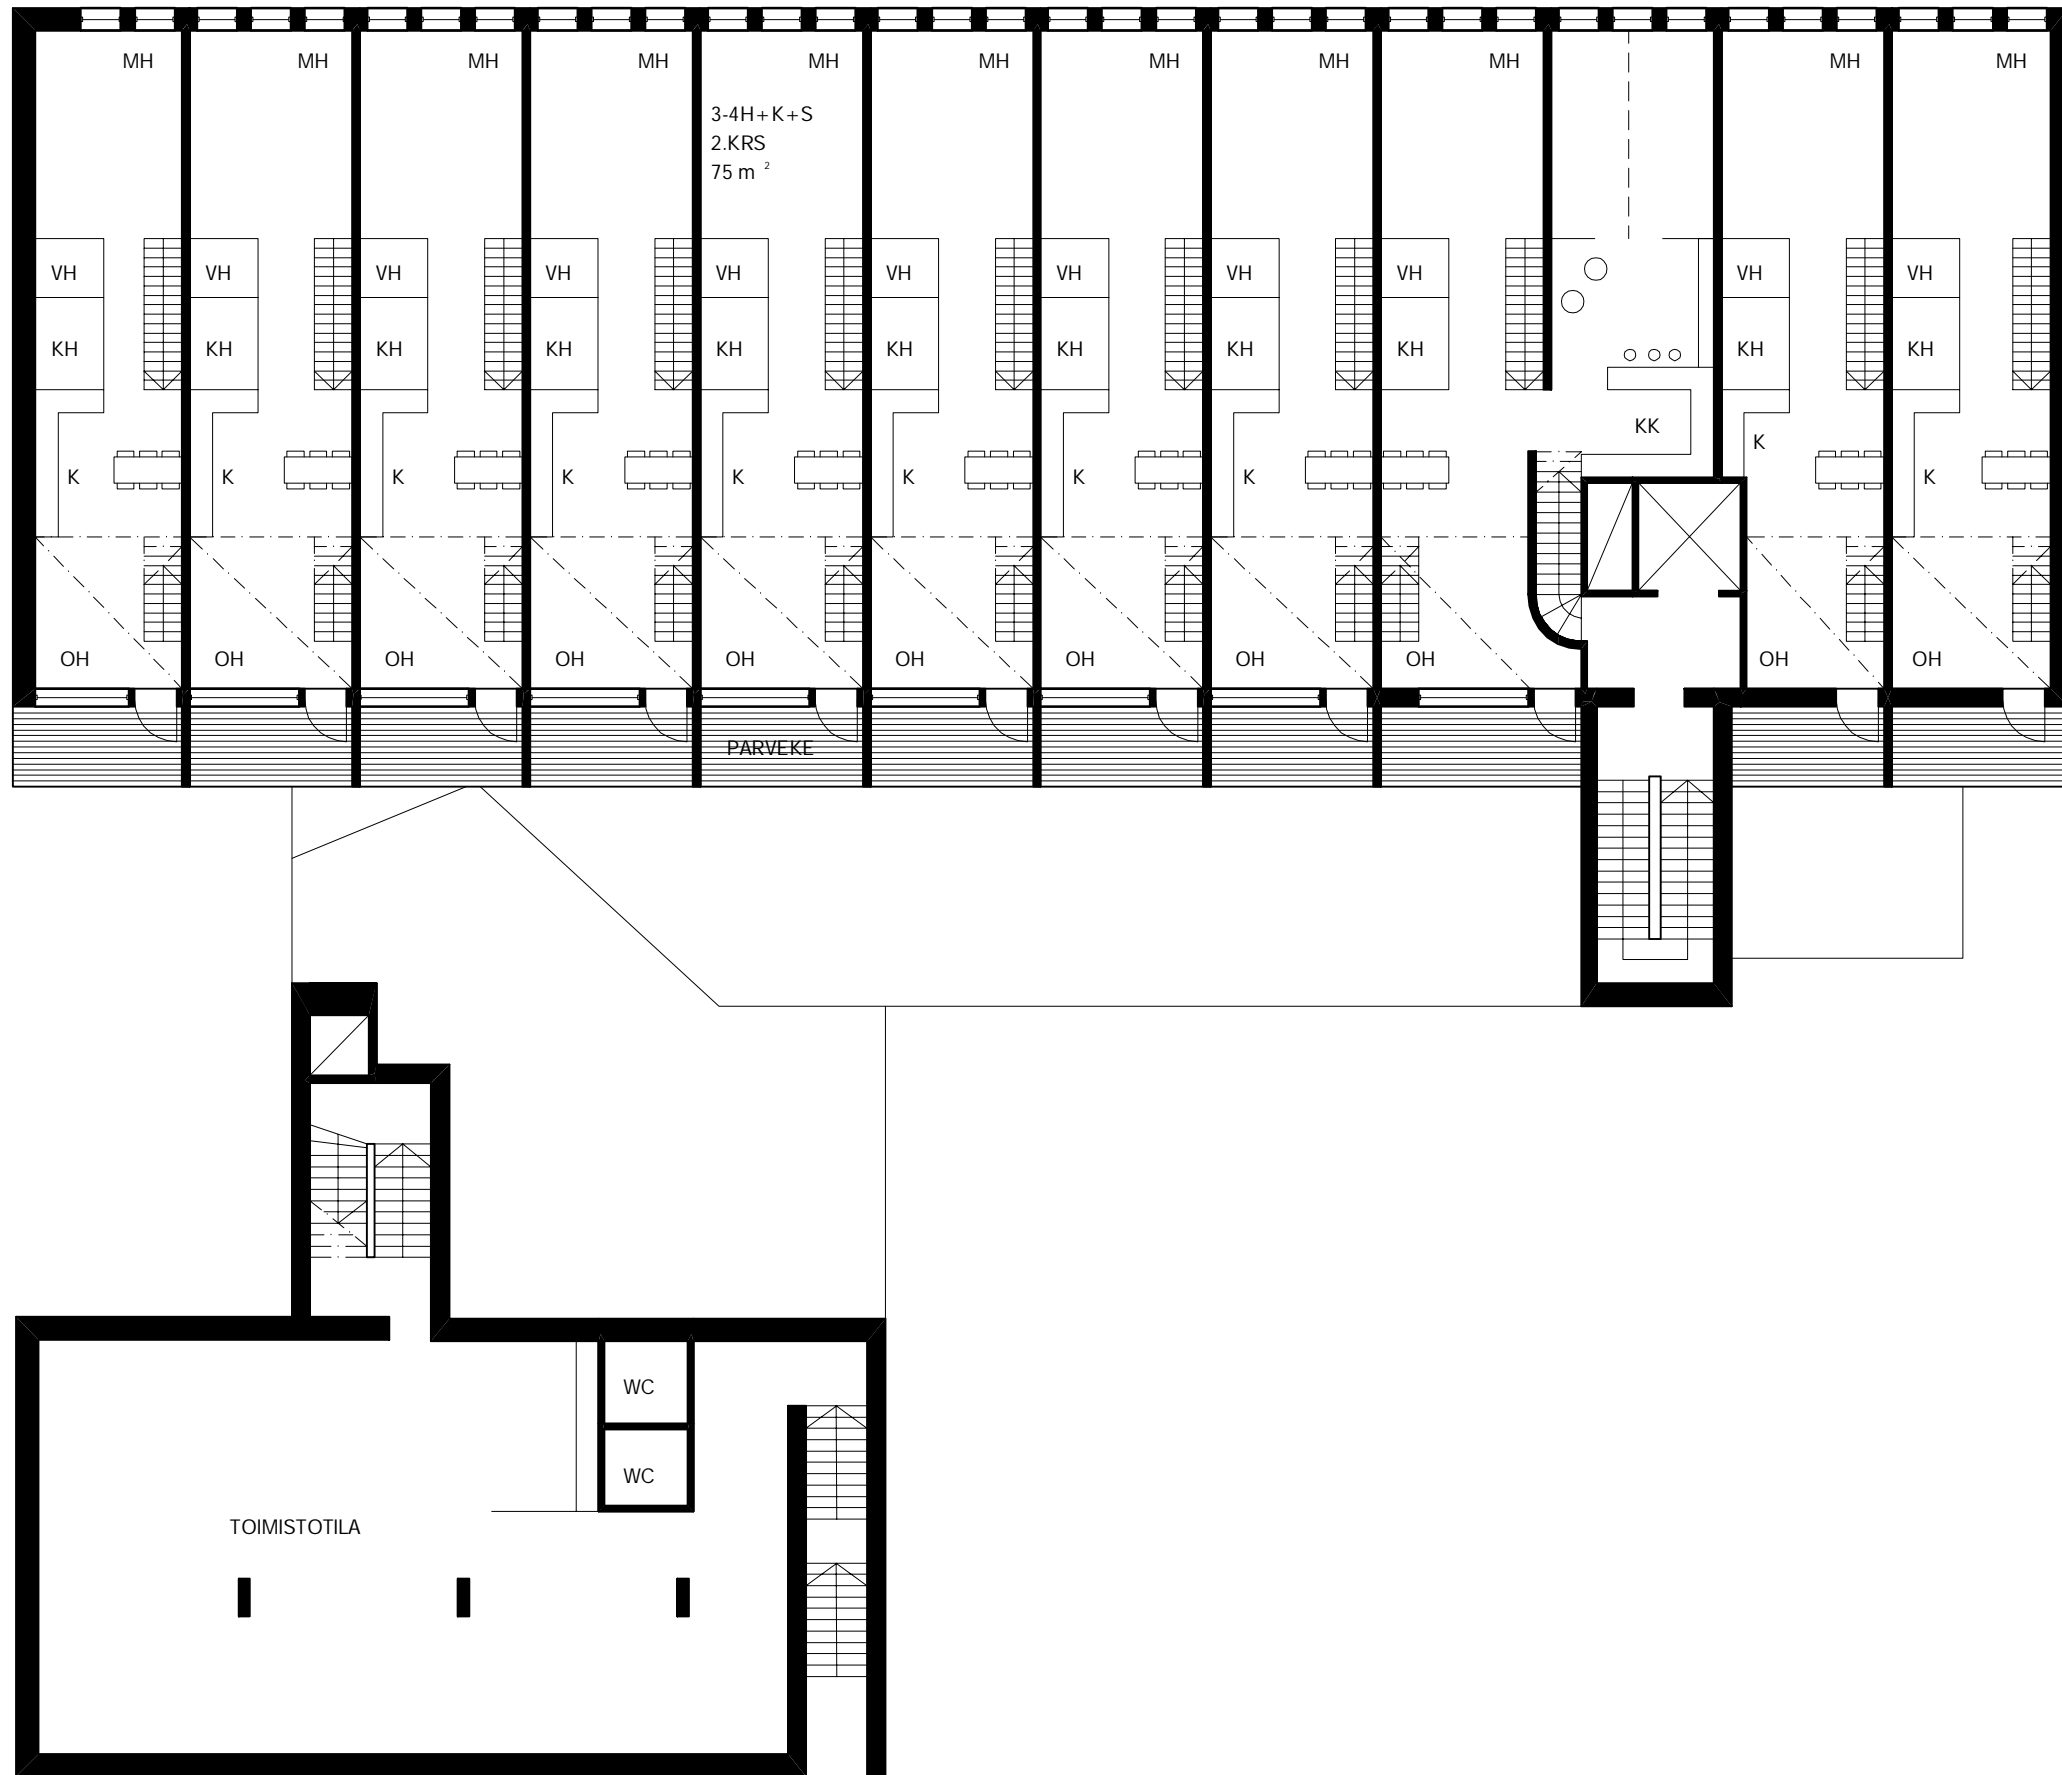 MH MH MH MH MH MH MH MH MH MH MH
3-4H+K+S
2.KRS
75 m ²
VH VH VH VH VH VH VH VH VH VH VH
KH KH KH KH KH KH KH KH KH KH KH
KK
K
K K K K K K K K K
OH OH OH OH OH OH OH OH OH OH OH
PARVEKE
WC
WC
TOIMISTOTILA